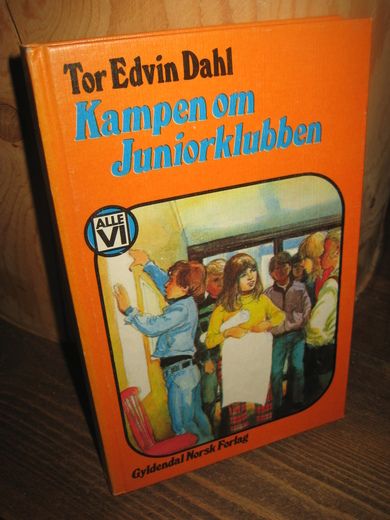 Tor Edvin Dahl
Kampen om
Juniorklubben
ALLE
VI
Gyldendal Norsk Forlag